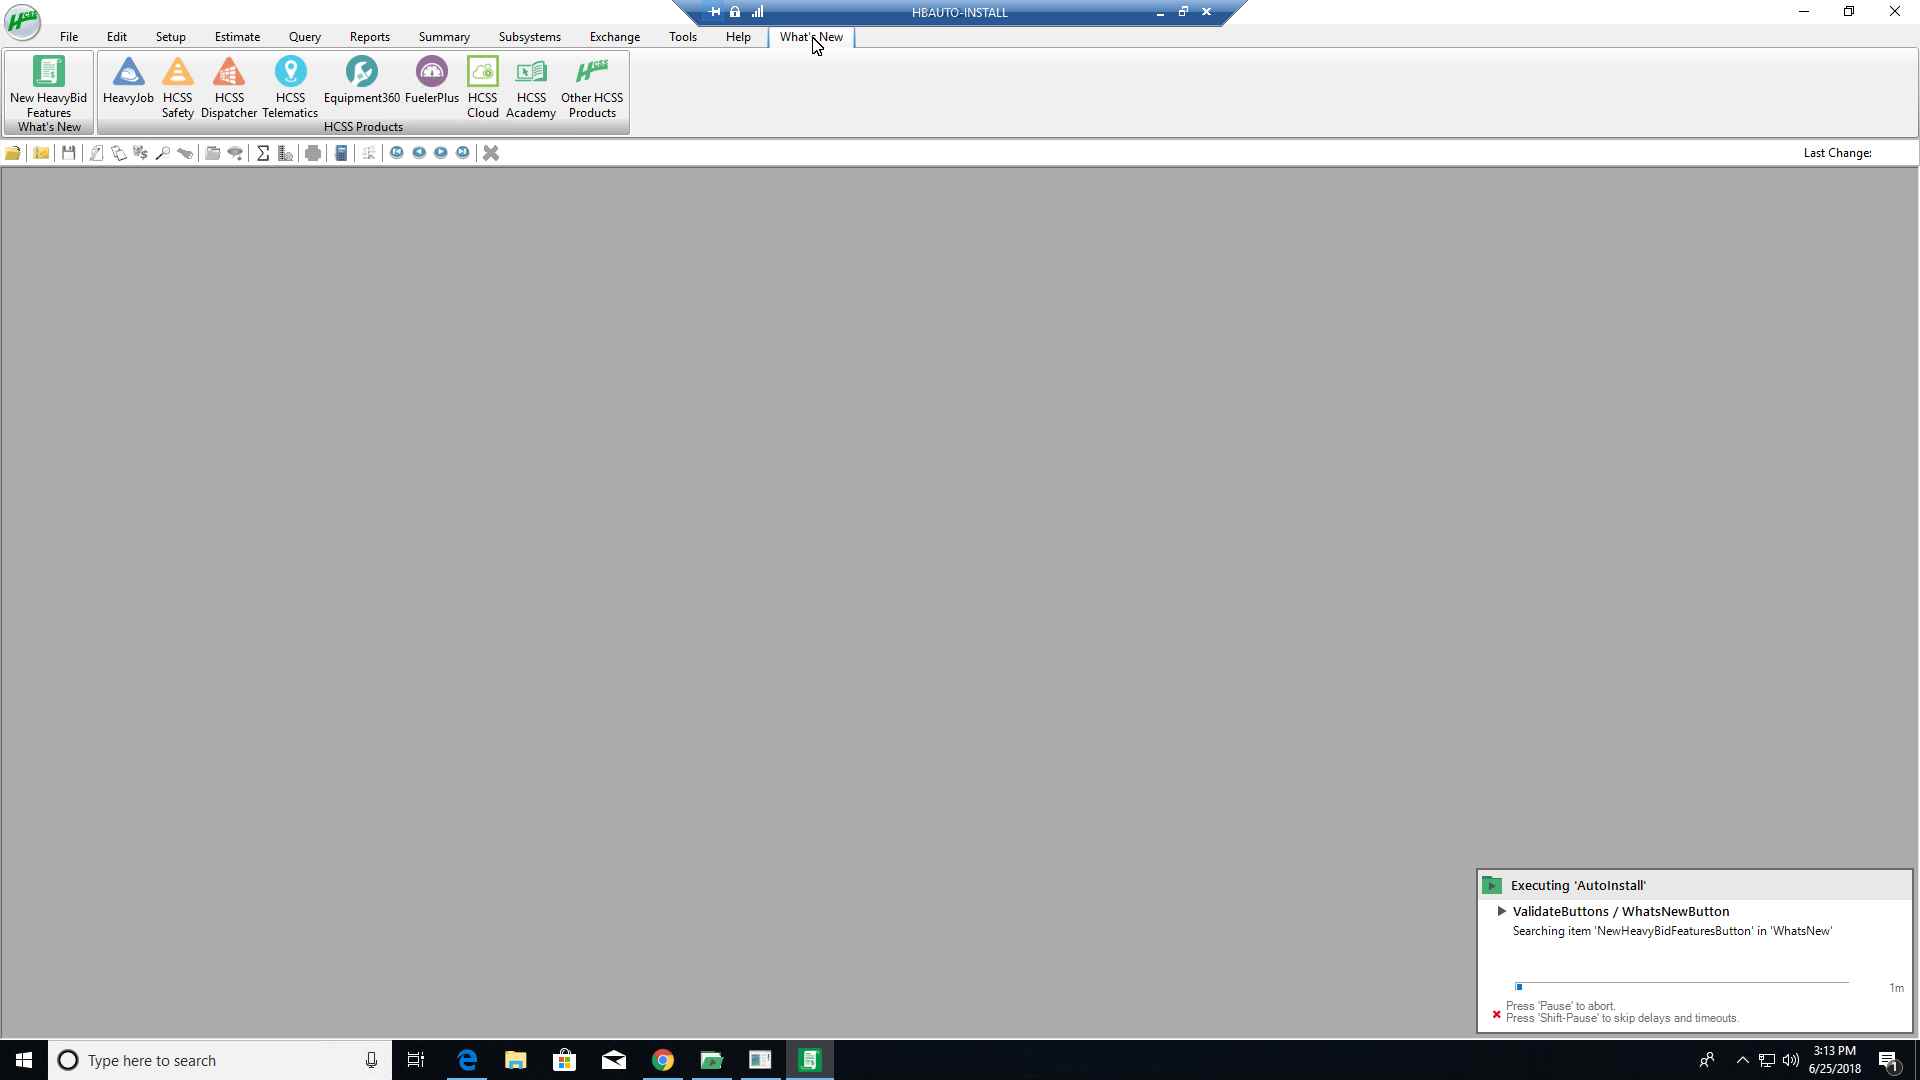 HBAUTO-INSTALL
HCSS
File Edit Setup Estimate Query Reports Summary Subsystems Exchange Tools Help What's New
New HeavyBid
Features
What's New
HeavyJob
HCSS
Safety
HCSS
Dispatcher
HCSS
Telematics
Equipment360
FuelerPlus
HCSS
Cloud
HCSS
Academy
HCSS
Other HCSS
Products
HCSS Products
Last Change:
Executing 'AutoInstall'
ValidateButtons / WhatsNewButton
Searching item 'NewHeavyBidFeaturesButton' in 'WhatsNew'
1m
Press 'Pause' to abort.
Press 'Shift-Pause' to skip delays and timeouts.
Type here to search
3:13 PM
6/25/2018
1